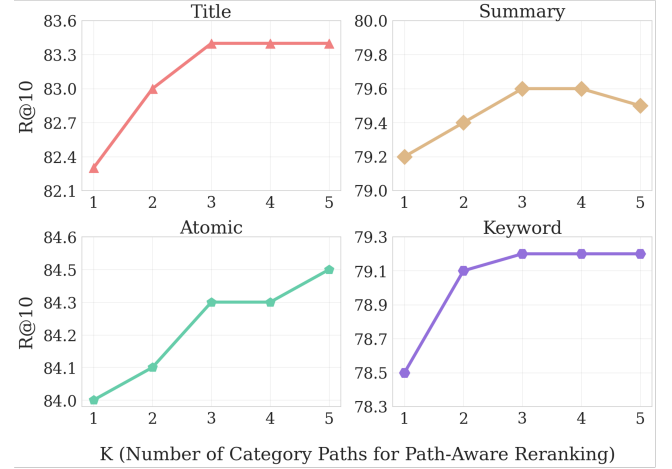 Title
Summary
R@10
83.6
83.3
83.0
82.7
82.4
82.1
1 2 3 4 5
80.0
79.8
79.6
79.4
79.2
79.0
1 2 3 4 5
Atomic
Keyword
R@10
84.6
84.5
84.3
84.2
84.1
84.0
1 2 3 4 5
79.3
79.1
78.9
78.7
78.5
78.3
1 2 3 4 5
K (Number of Category Paths for Path-Aware Reranking)